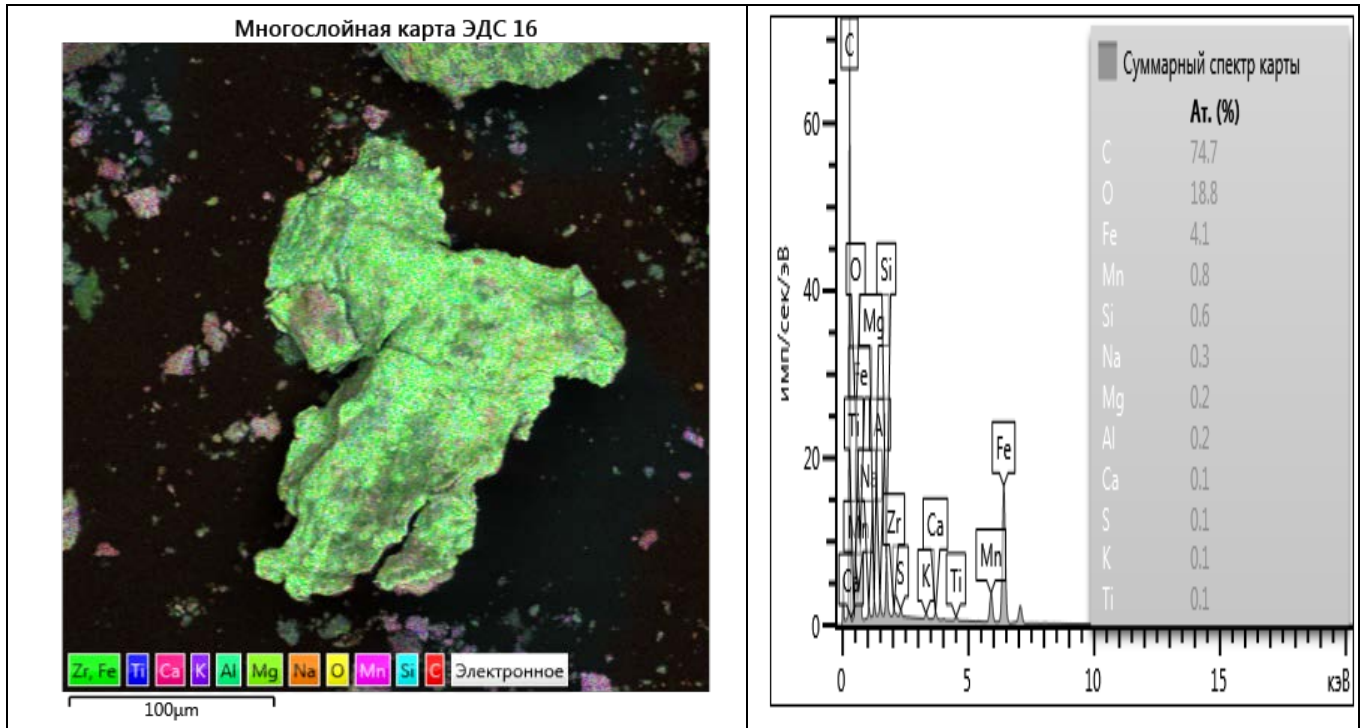 Многослойная карта ЭДС 16
Zr, Fe Ti Ca K Al Mg Na O Mn Si C Электронное
100µm
имп/сек/эВ
60
40
20
0
C
O Si
Mg
Fe
Ti A
Na
Mn Zr Ca
S K Ti Mn Fe
Ca
0 5 10 15 кэВ
Суммарный спектр карты
Ат. (%)
C 74.7
O 18.8
Fe 4.1
Mn 0.8
Si 0.6
Na 0.3
Mg 0.2
Al 0.2
Ca 0.1
S 0.1
K 0.1
Ti 0.1